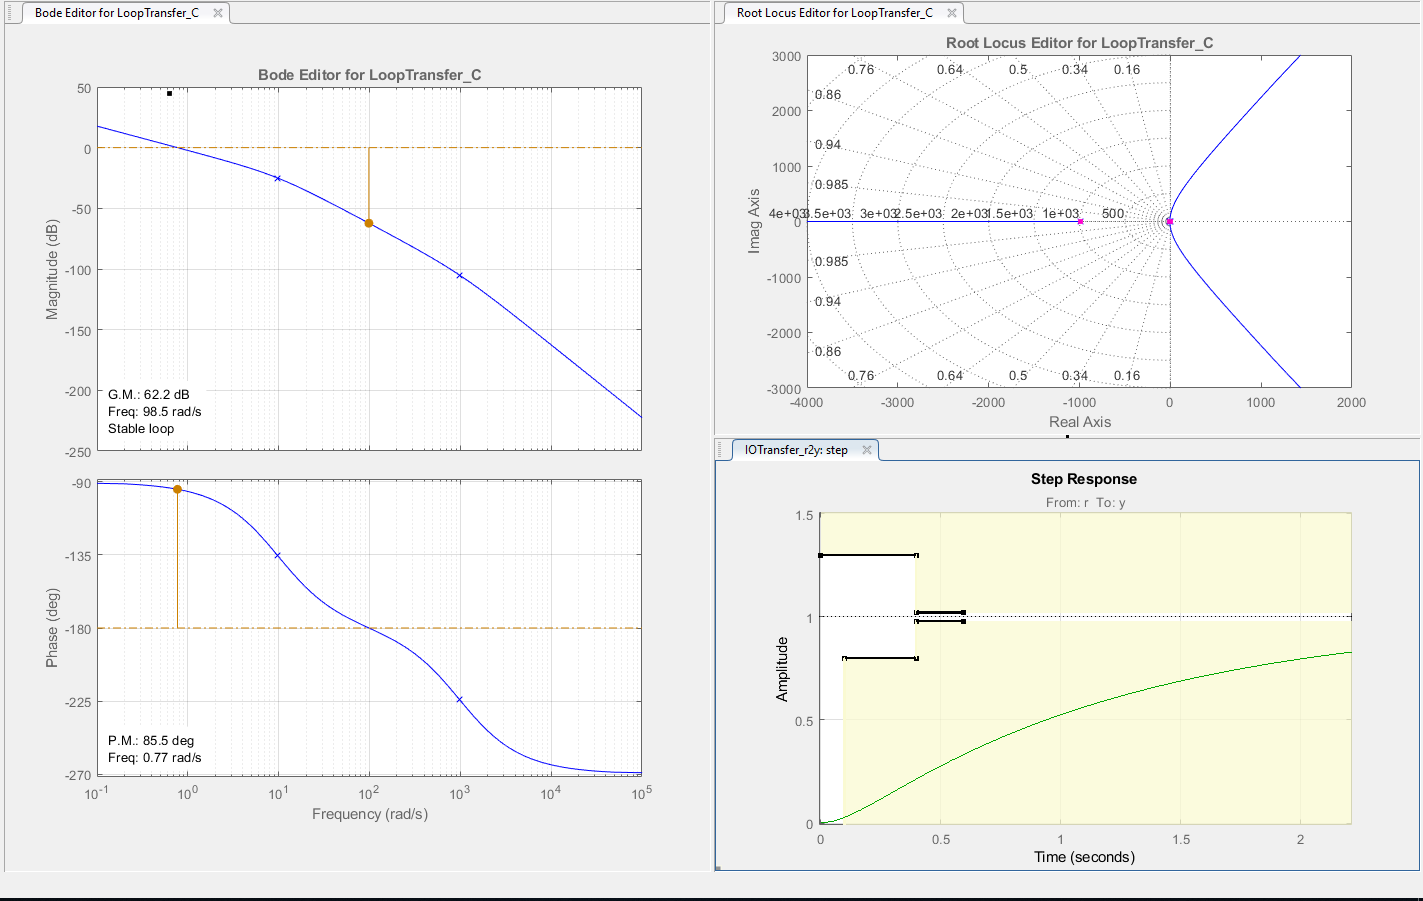 Bode Editor for LoopTransfer_C
Bode Editor for LoopTransfer_C
50
0
-50
-100
-150
-200
-250
Magnitude (dB)
G.M.: 62.2 dB
Freq: 98.5 rad/s
Stable loop
-90
-135
-180
-225
-270
Phase (deg)
P.M.: 85.5 deg
Freq: 0.77 rad/s
10^-1 10^0 10^1 10^2 10^3 10^4 10^5
Frequency (rad/s)
Root Locus Editor for LoopTransfer_C
Root Locus Editor for LoopTransfer_C
3000
2000
1000
0
-1000
-2000
-3000
Imag Axis
0.76 0.64 0.5 0.34 0.16
0.86
0.94
0.985
4e+03 3.5e+03 3e+03 2.5e+03 2e+03 1.5e+03 1e+03 500
0.985
0.94
0.86
0.76 0.64 0.5 0.34 0.16
-4000 -3000 -2000 -1000 0 1000 2000
Real Axis
IOTransfer_r2y: step
Step Response
From: r To: y
1.5
1
0.5
0
Amplitude
0 0.5 1 1.5 2
Time (seconds)